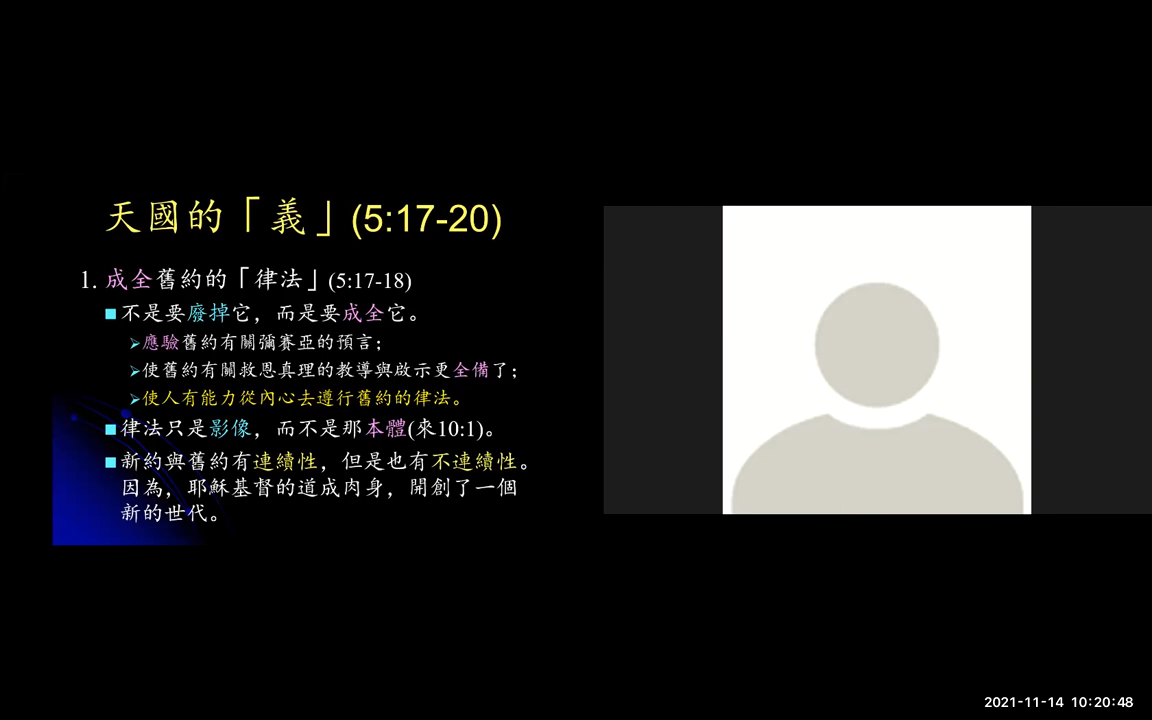 天國的「義」(5:17-20)
1. 成全舊約的「律法」(5:17-18)
■不是要廢掉它，而是要成全它。
➢應驗舊約有關彌賽亞的預言；
➢使舊約有關救恩真理的教導與啟示更全備了；
➢使人有能力從內心去遵行舊約的律法。
■律法只是影像，而不是那本體(來10:1)。
■新約與舊約有連續性，但是也有不連續性。
因為，耶穌基督的道成肉身，開創了一個
新的世代。
2021-11-14 10:20:48